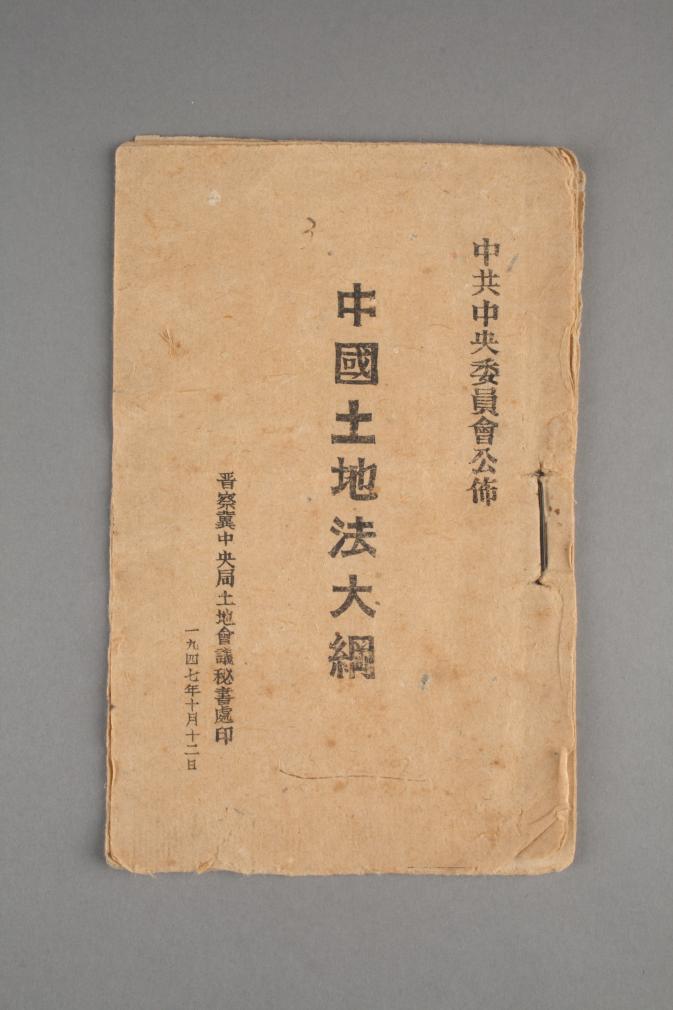 中共中央委員會公佈
中國土地法大綱
晋察冀中央局土地會議秘書處印
一九四七年十月十二日